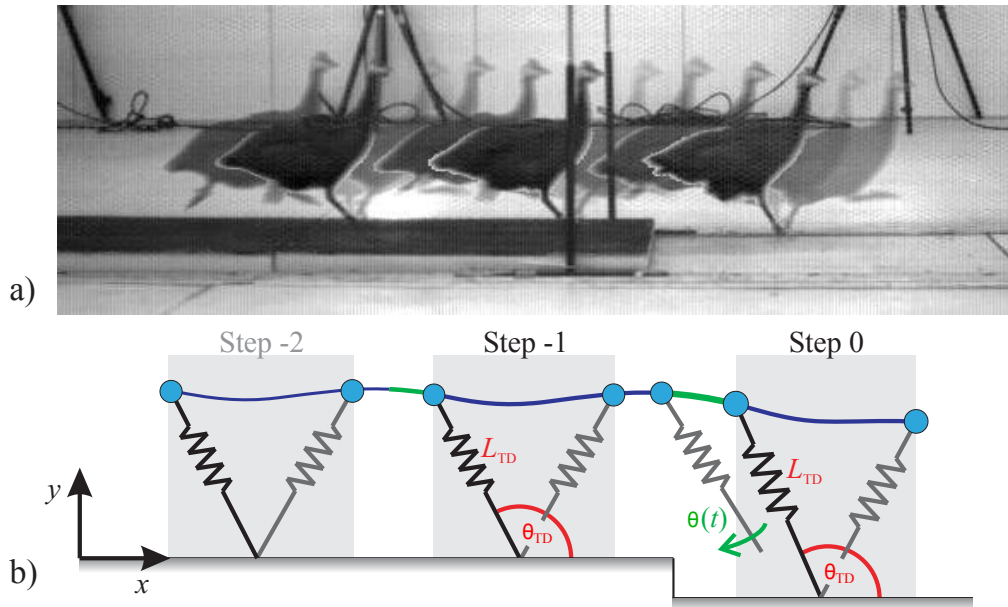 a)
Step -2
Step -1
Step 0
L_TD
L_TD
y
θ(t)
θ_TD
θ_TD
b)
x